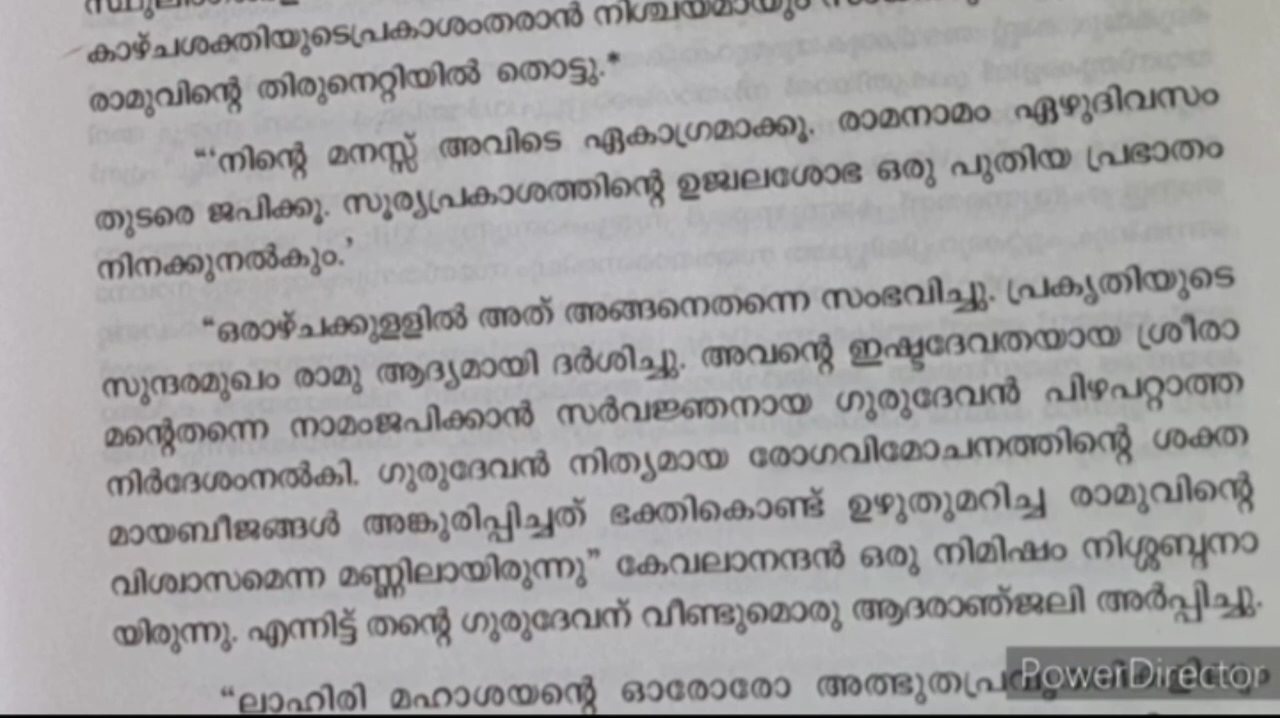 കാഴ്ചശക്തിയുടെപ്രകാശംതരാൻ നിശ്ചയമായും
രാമുവിന്റെ തിരുനെറ്റിയിൽ തൊട്ടു.*
“‘നിന്റെ മനസ്സ് അവിടെ ഏകാഗ്രമാക്കൂ. രാമനാമം ഏഴുദിവസം
തുടരെ ജപിക്കൂ. സൂര്യപ്രകാശത്തിന്റെ ഉജ്ജ്വലശോഭ ഒരു പുതിയ പ്രഭാതം
നിനക്കുനൽകും.’
“ഒരാഴ്ചക്കുള്ളിൽ അത് അങ്ങനെതന്നെ സംഭവിച്ചു. പ്രകൃതിയുടെ
സുന്ദരമുഖം രാമു ആദ്യമായി ദർശിച്ചു. അവന്റെ ഇഷ്ടദേവതയായ ശ്രീരാ
മന്റെതന്നെ നാമംജപിക്കാൻ സർവജ്ഞനായ ഗുരുദേവൻ പിഴപറ്റാത്ത
നിർദേശംനൽകി. ഗുരുദേവൻ നിത്യമായ രോഗവിമോചനത്തിന്റെ ശക്ത
മായബീജങ്ങൾ അങ്കുരിപ്പിച്ചത് ഭക്തികൊണ്ട് ഉഴുതുമറിച്ച രാമുവിന്റെ
വിശ്വാസമെന്ന മണ്ണിലായിരുന്നു” കേവലാനന്ദൻ ഒരു നിമിഷം നിശ്ശബ്ദനാ
യിരുന്നു. എന്നിട്ട് തന്റെ ഗുരുദേവന് വീണ്ടുമൊരു ആദരാഞ്ജലി അർപ്പിച്ചു.
“ലാഹിരി മഹാശയന്റെ ഓരോരോ
PowerDirector